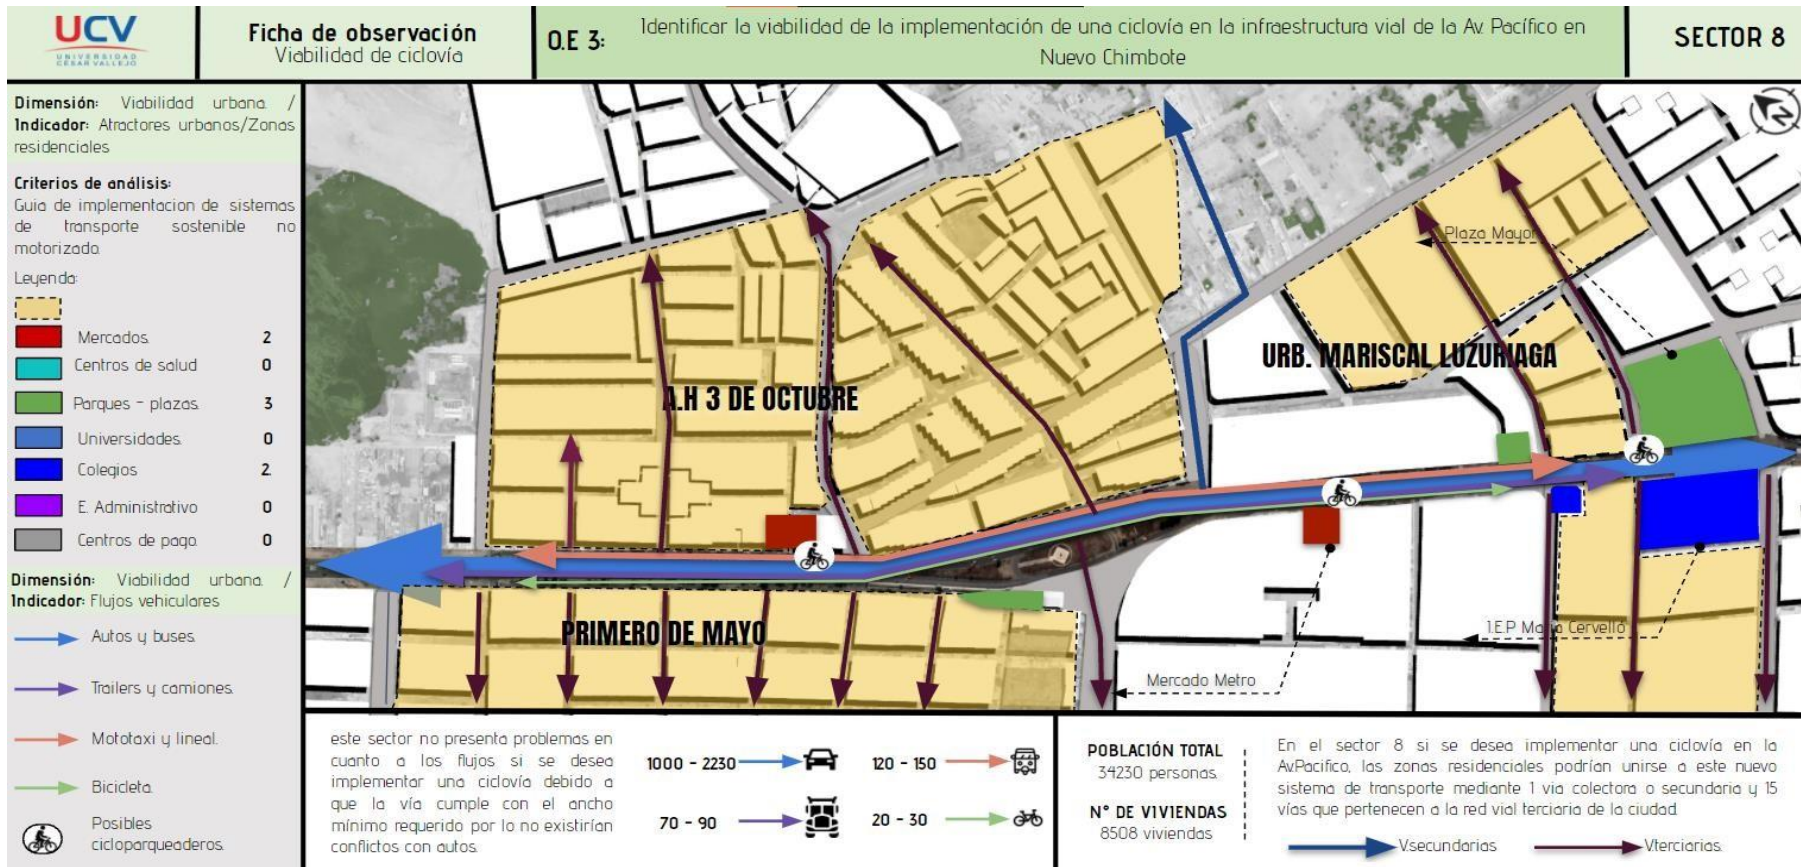 UCV
UNIVERSIDAD
CÉSAR VALLEJO
Ficha de observación
Viabilidad de ciclovía
O.E 3:
Identificar la viabilidad de la implementación de una ciclovía en la infraestructura vial de la Av. Pacífico en
Nuevo Chimbote
SECTOR 8
Dimensión: Viabilidad urbana. /
Indicador: Atractores urbanos/Zonas
residenciales
Criterios de análisis:
Guia de implementacion de sistemas
de transporte sostenible no
motorizado.
Leyenda:
Mercados. 2
Centros de salud 0
Parques - plazas. 3
Universidades. 0
Colegios 2
E. Administrativo 0
Centros de pago. 0
Dimensión: Viabilidad urbana. /
Indicador: Flujos vehiculares
Autos y buses.
Trailers y camiones.
Mototaxi y lineal.
Bicicleta.
Posibles
cicloparqueaderos.
N
Plaza Mayor
URB. MARISCAL LUZURIAGA
A.H 3 DE OCTUBRE
PRIMERO DE MAYO
I.E.P María Cervelló
Mercado Metro
este sector no presenta problemas en
cuanto a los flujos si se desea
implementar una ciclovía debido a
que la vía cumple con el ancho
mínimo requerido por lo no existirían
conflictos con autos.
1000 - 2230
120 - 150
70 - 90
20 - 30
POBLACIÓN TOTAL
34230 personas.
N° DE VIVIENDAS
8508 viviendas
En el sector 8 si se desea implementar una ciclovía en la
Av.Pacifico, las zonas residenciales podrían unirse a este nuevo
sistema de transporte mediante 1 via colectora o secundaria y 15
vías que pertenecen a la red vial terciaria de la ciudad.
V.secundarias
V.terciarias.